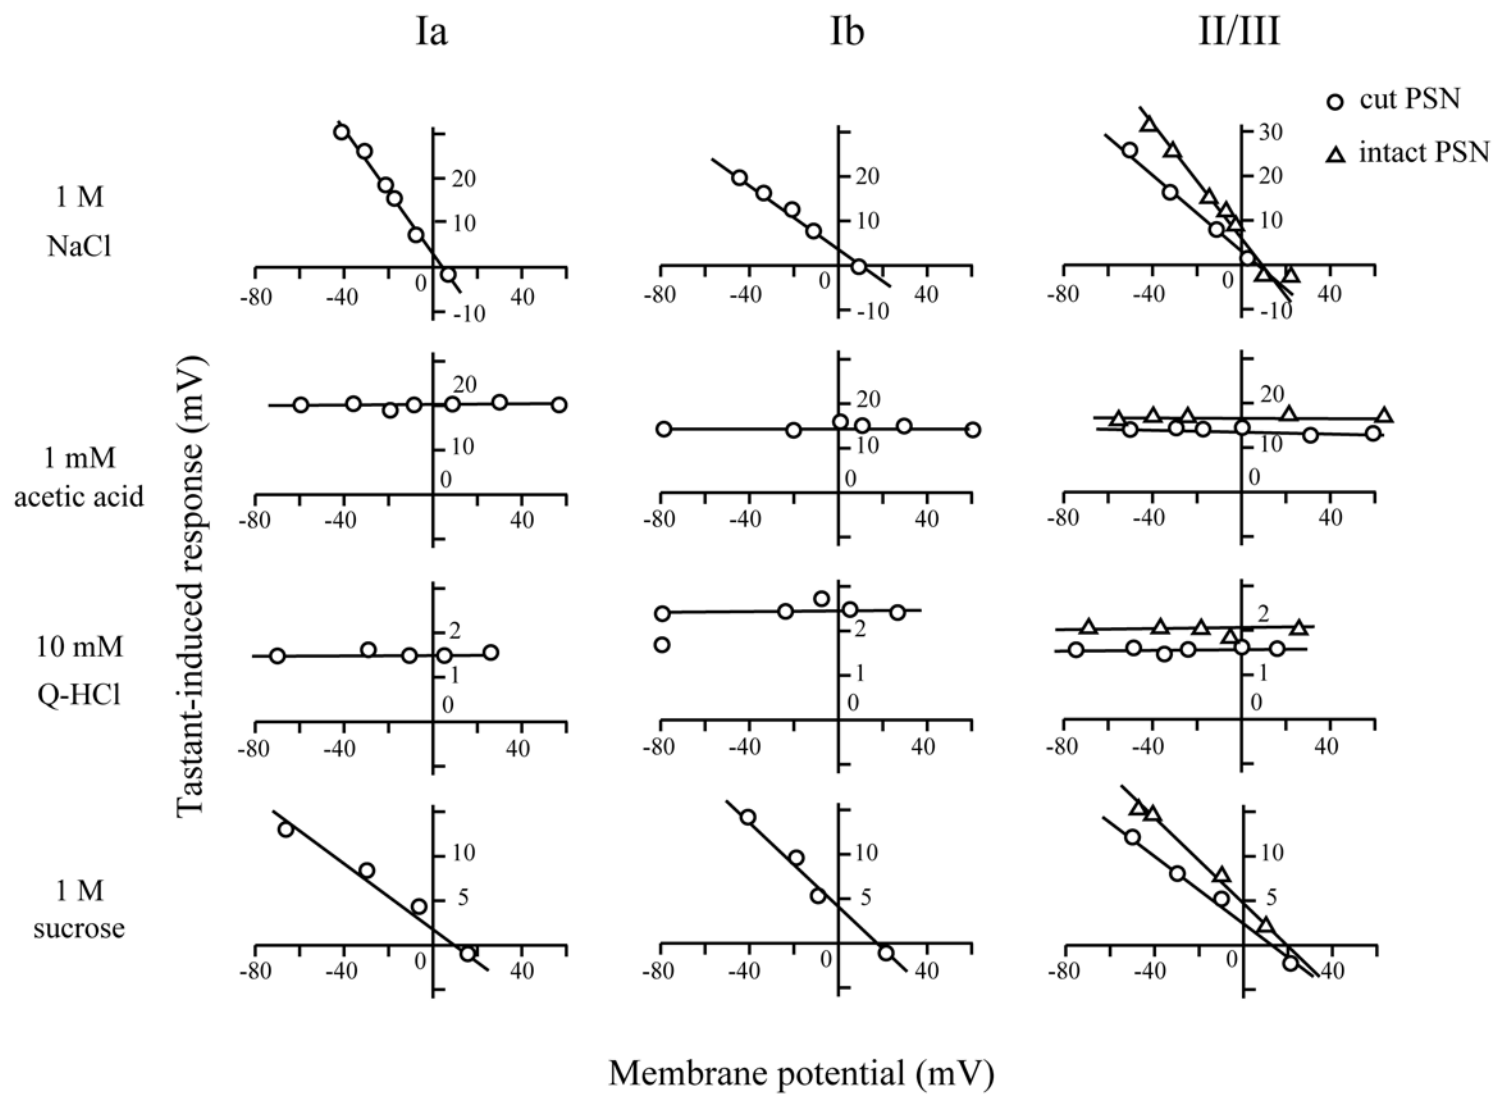 Ia Ib II/III
cut PSN
intact PSN
Tastant-induced response (mV)
1 M
NaCl
20
10
0
-80 -40 40
-10
20
10
0
-80 -40 40
-10
30
20
10
0
-80 -40 40
-10
1 mM
acetic acid
20
10
0
-80 -40 40
20
10
0
-80 -40 40
20
10
0
-80 -40 40
10 mM
Q-HCl
2
1
0
-80 -40 40
2
1
0
-80 -40 40
2
1
0
-80 -40 40
1 M
sucrose
10
5
0
-80 -40 40
10
5
0
-80 -40 40
10
5
-80 -40 0 40
Membrane potential (mV)